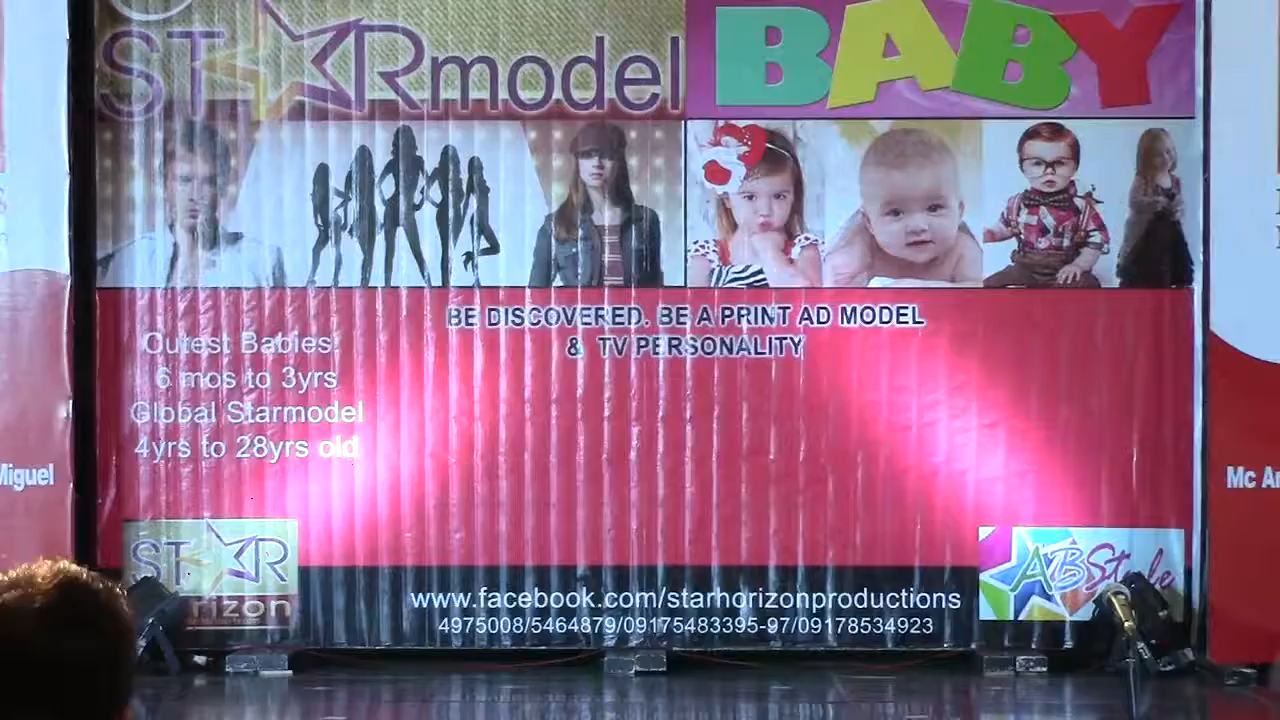 STARmodel
BABY
BE DISCOVERED. BE A PRINT AD MODEL
& TV PERSONALITY
Cutest Babies:
6 mos to 3yrs
Global Starmodel
4yrs to 28yrs old
Miguel
Mc Ar
STAR
rizon
ABStyle
www.facebook.com/starhorizonproductions
4975008/5464879/09175483395-97/09178534923